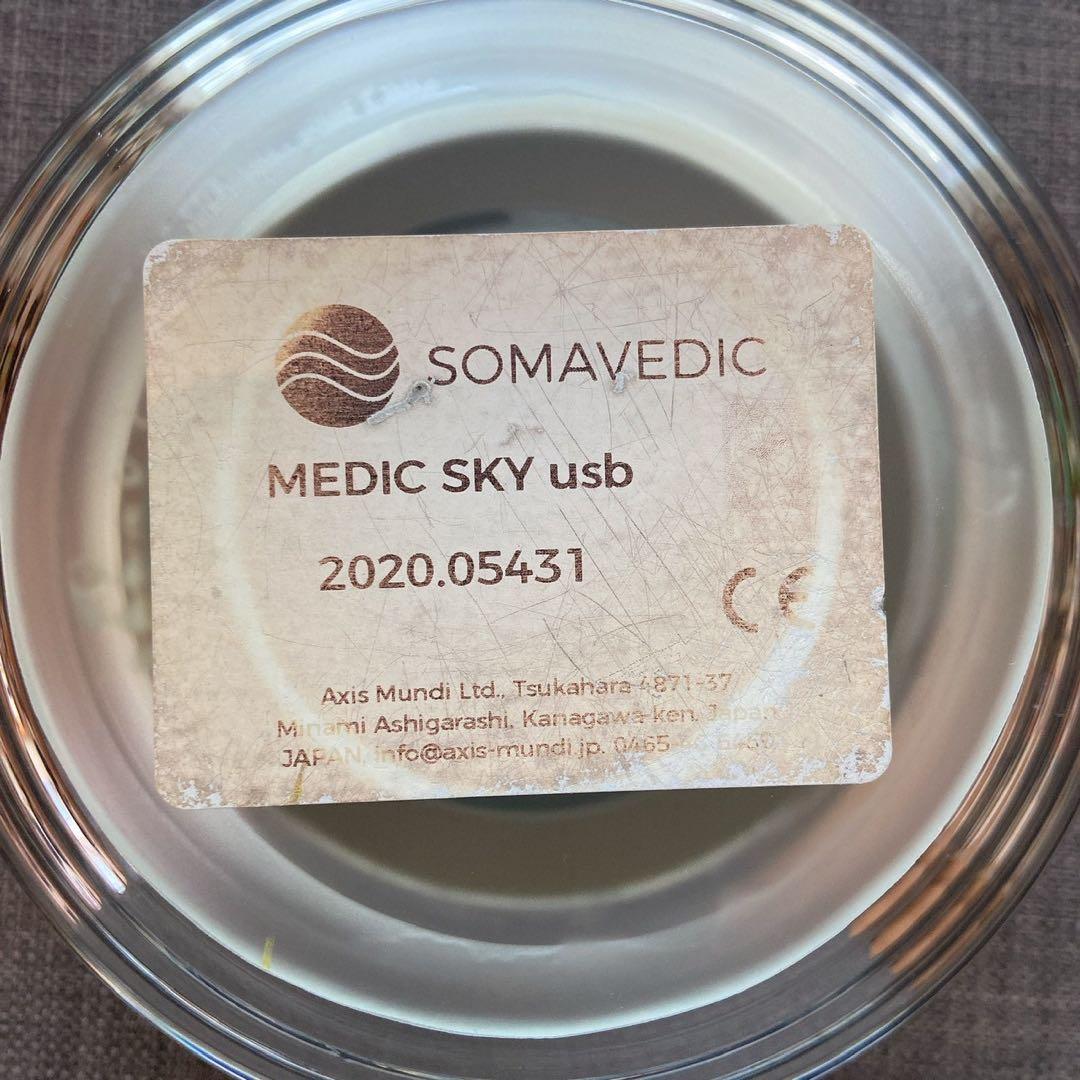 SOMAVEDIC
MEDIC SKY usb
2020.05431
CE
Axis Mundi Ltd., Tsukahara 4871-37
Minami Ashigarashi, Kanagawa-ken, Japan
JAPAN, info@axis-mundi.jp,